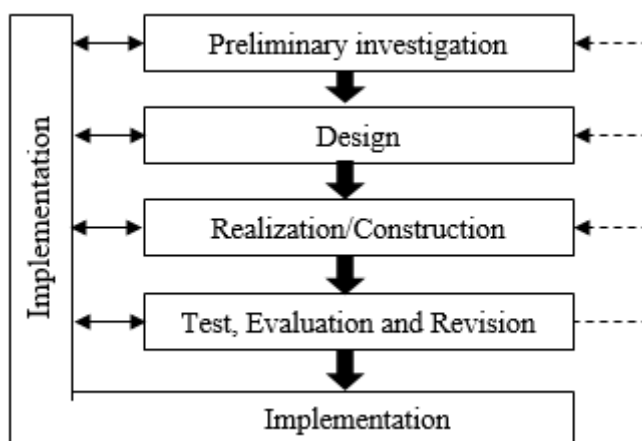 Preliminary investigation
Design
Realization/Construction
Test, Evaluation and Revision
Implementation
Implementation